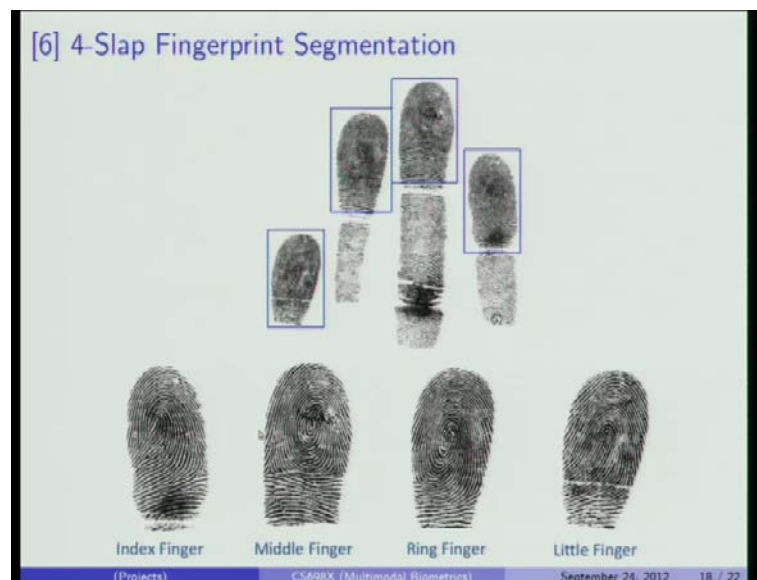 [6] 4-Slap Fingerprint Segmentation
Index Finger Middle Finger Ring Finger Little Finger
(Projects) CS698X (Multimodal Biometrics) September 24, 2012 18 / 22